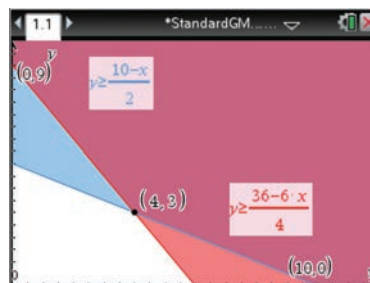 1.1 *StandardGM......
y
(0,9)
y≥(10-x)/2
(4,3)
y≥(36-6·x)/4
(10,0)
0